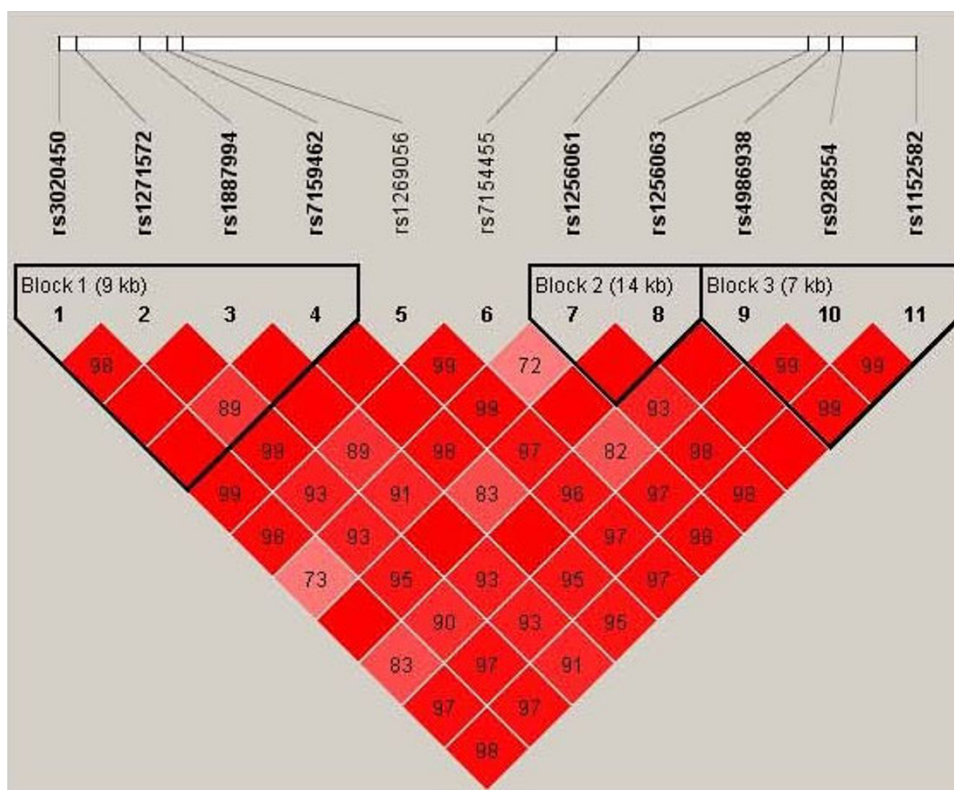 rs3020450
rs1271572
rs1887994
rs7159462
rs1269056
rs7154455
rs1256061
rs1256063
rs4986938
rs928554
rs1152582
Block 1 (9 kb) Block 2 (14 kb) Block 3 (7 kb)
1 2 3 4 5 6 7 8 9 10 11
98 99 72 99 99
89 99 93 99
99 89 98 97 82 98
99 93 91 83 96 97 98
98 93 97 98
73 95 93 95 97
90 93 95
83 97 91
97 97
98